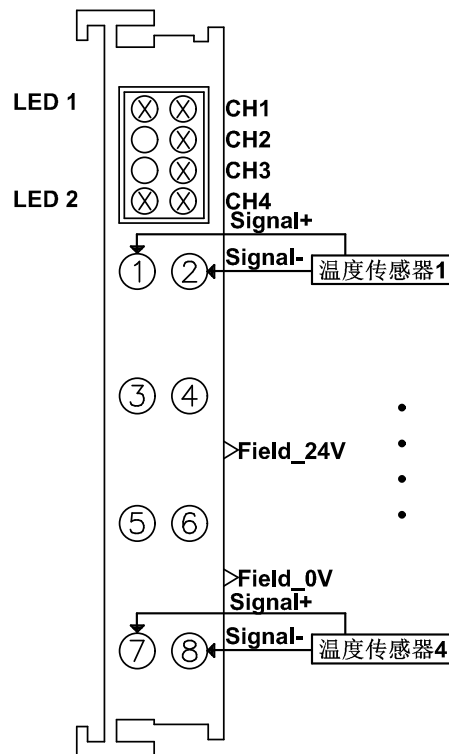 LED 1
CH1
CH2
CH3
LED 2
CH4
Signal+
Signal-
① ②
温度传感器1
③ ④
Field_24V
⑤ ⑥
Field_0V
Signal+
Signal-
⑦ ⑧
温度传感器4